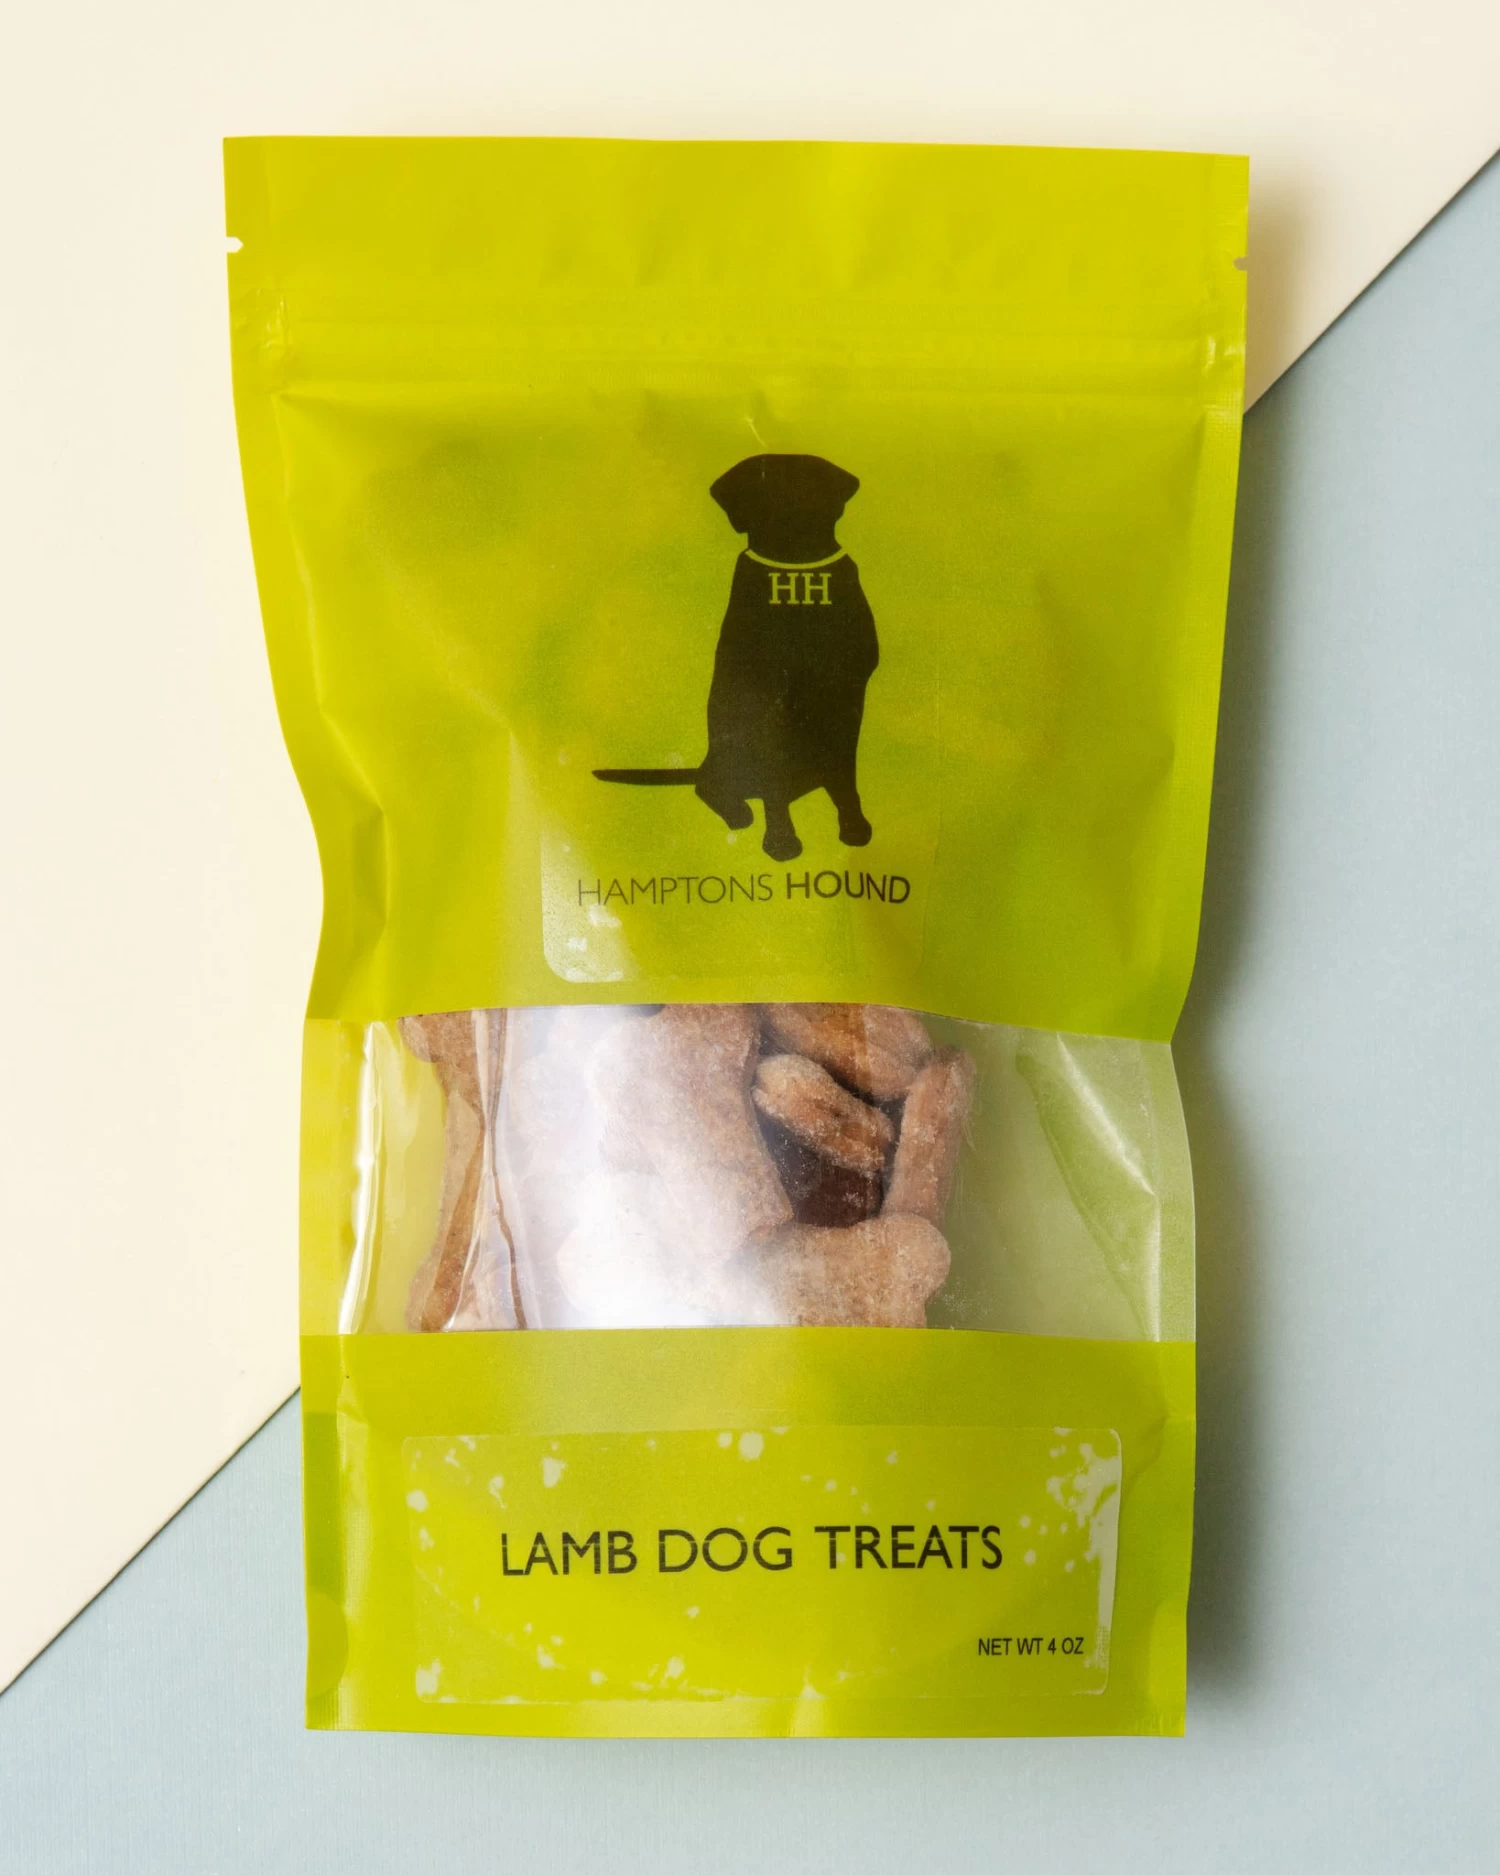 HH
HAMPTONS HOUND
LAMB DOG TREATS
NET WT 4 OZ